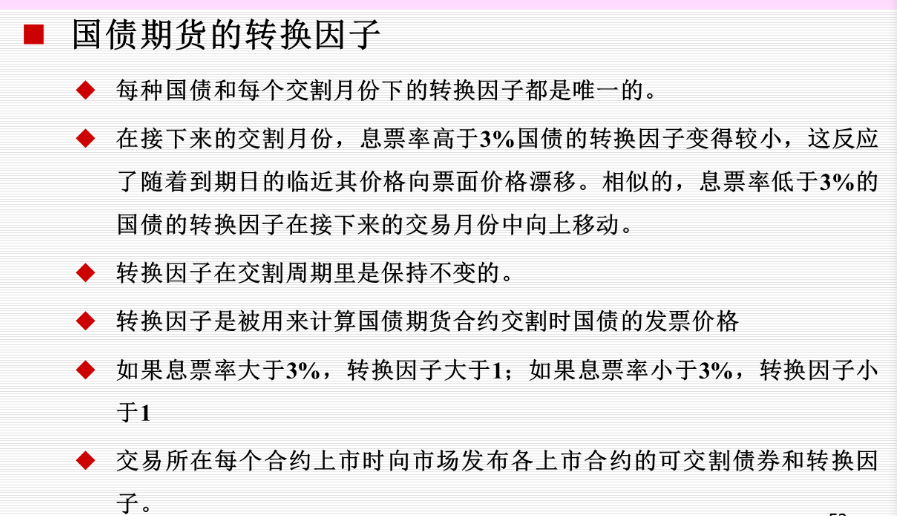 国债期货的转换因子
每种国债和每个交割月份下的转换因子都是唯一的。
在接下来的交割月份，息票率高于3%国债的转换因子变得较小，这反应
了随着到期日的临近其价格向票面价格漂移。相似的，息票率低于3%的
国债的转换因子在接下来的交易月份中向上移动。
转换因子在交割周期里是保持不变的。
转换因子是被用来计算国债期货合约交割时国债的发票价格
如果息票率大于3%，转换因子大于1；如果息票率小于3%，转换因子小
于1
交易所在每个合约上市时向市场发布各上市合约的可交割债券和转换因
子。